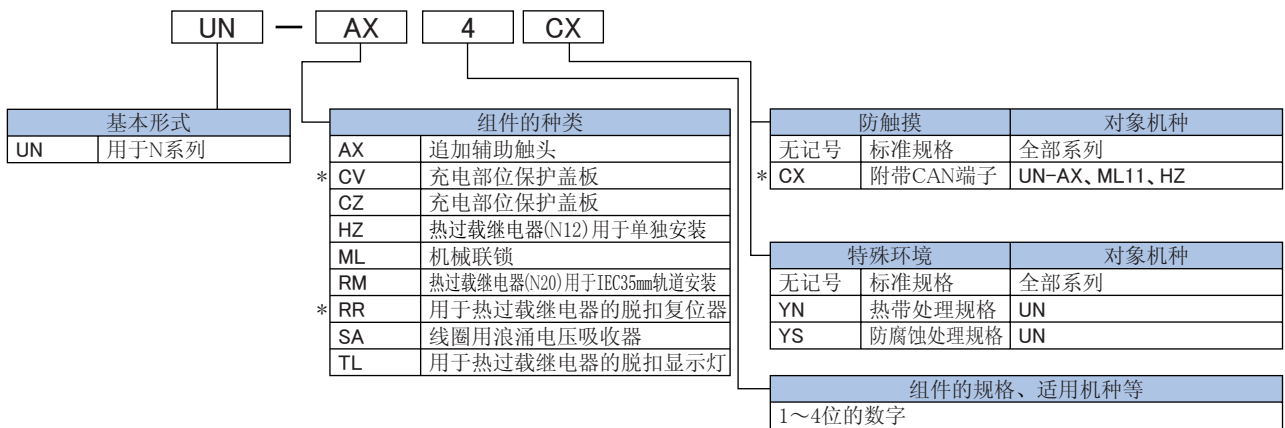 UN — AX 4 CX
基本形式
UN 用于N系列
组件的种类
AX 追加辅助触头
* CV 充电部位保护盖板
CZ 充电部位保护盖板
HZ 热过载继电器(N12)用于单独安装
ML 机械联锁
RM 热过载继电器(N20)用于IEC35mm轨道安装
* RR 用于热过载继电器的脱扣复位器
SA 线圈用浪涌电压吸收器
TL 用于热过载继电器的脱扣显示灯
防触摸 对象机种
无记号 标准规格 全部系列
* CX 附带CAN端子 UN-AX、ML11、HZ
特殊环境 对象机种
无记号 标准规格 全部系列
YN 热带处理规格 UN
YS 防腐蚀处理规格 UN
组件的规格、适用机种等
1～4位的数字